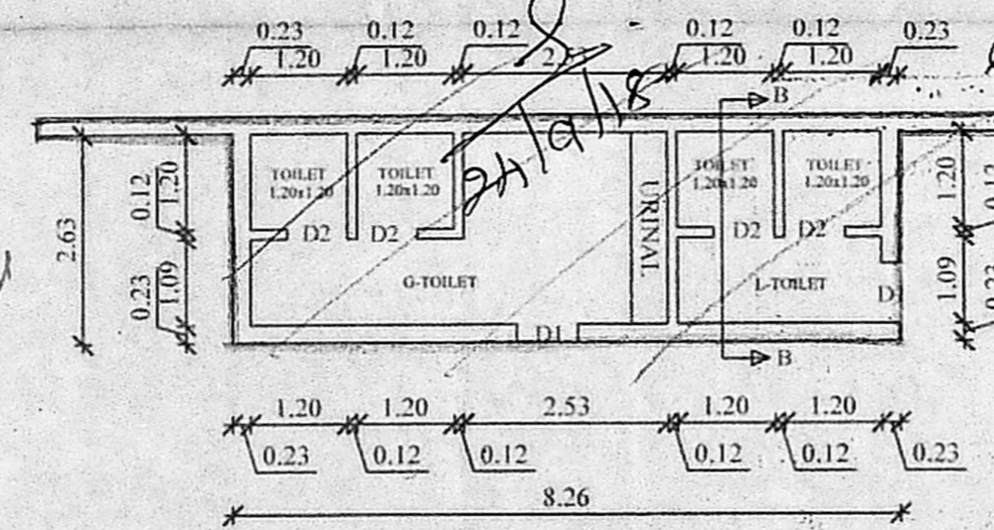 0.23 0.12 0.12 0.12 0.12 0.23
1.20 1.20 1.20 1.20
B
24/9/18
TOILET TOILET TOILET TOILET
1.20x1.20 1.20x1.20 1.20x1.20 1.20x1.20
2.63
0.12 1.20
1.20
D2 D2 D2 D2
URINAL
G-TOILET L-TOILET
0.23 1.09
1.09
D1
B
1.20 1.20 2.53 1.20 1.20
0.23 0.12 0.12 0.12 0.12 0.23
8.26